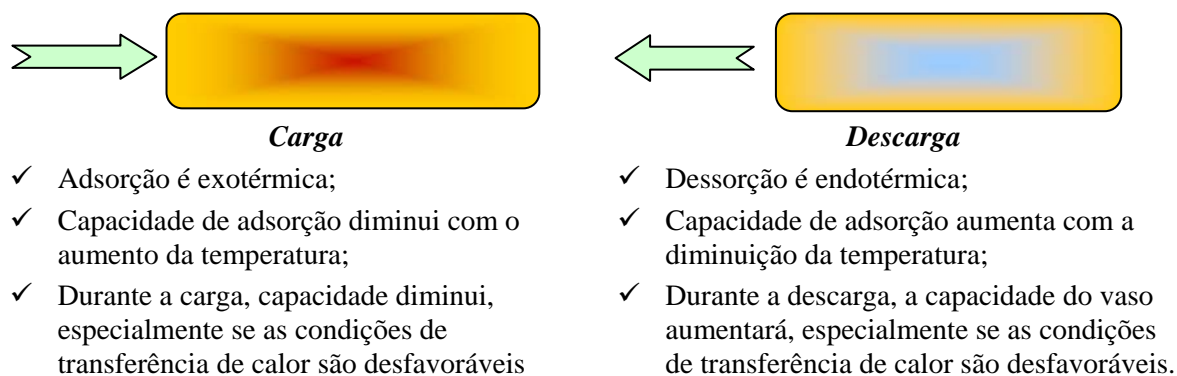 Carga
✓ Adsorção é exotérmica;
✓ Capacidade de adsorção diminui com o
aumento da temperatura;
✓ Durante a carga, capacidade diminui,
especialmente se as condições de
transferência de calor são desfavoráveis
Descarga
✓ Dessorção é endotérmica;
✓ Capacidade de adsorção aumenta com a
diminuição da temperatura;
✓ Durante a descarga, a capacidade do vaso
aumentará, especialmente se as condições
de transferência de calor são desfavoráveis.